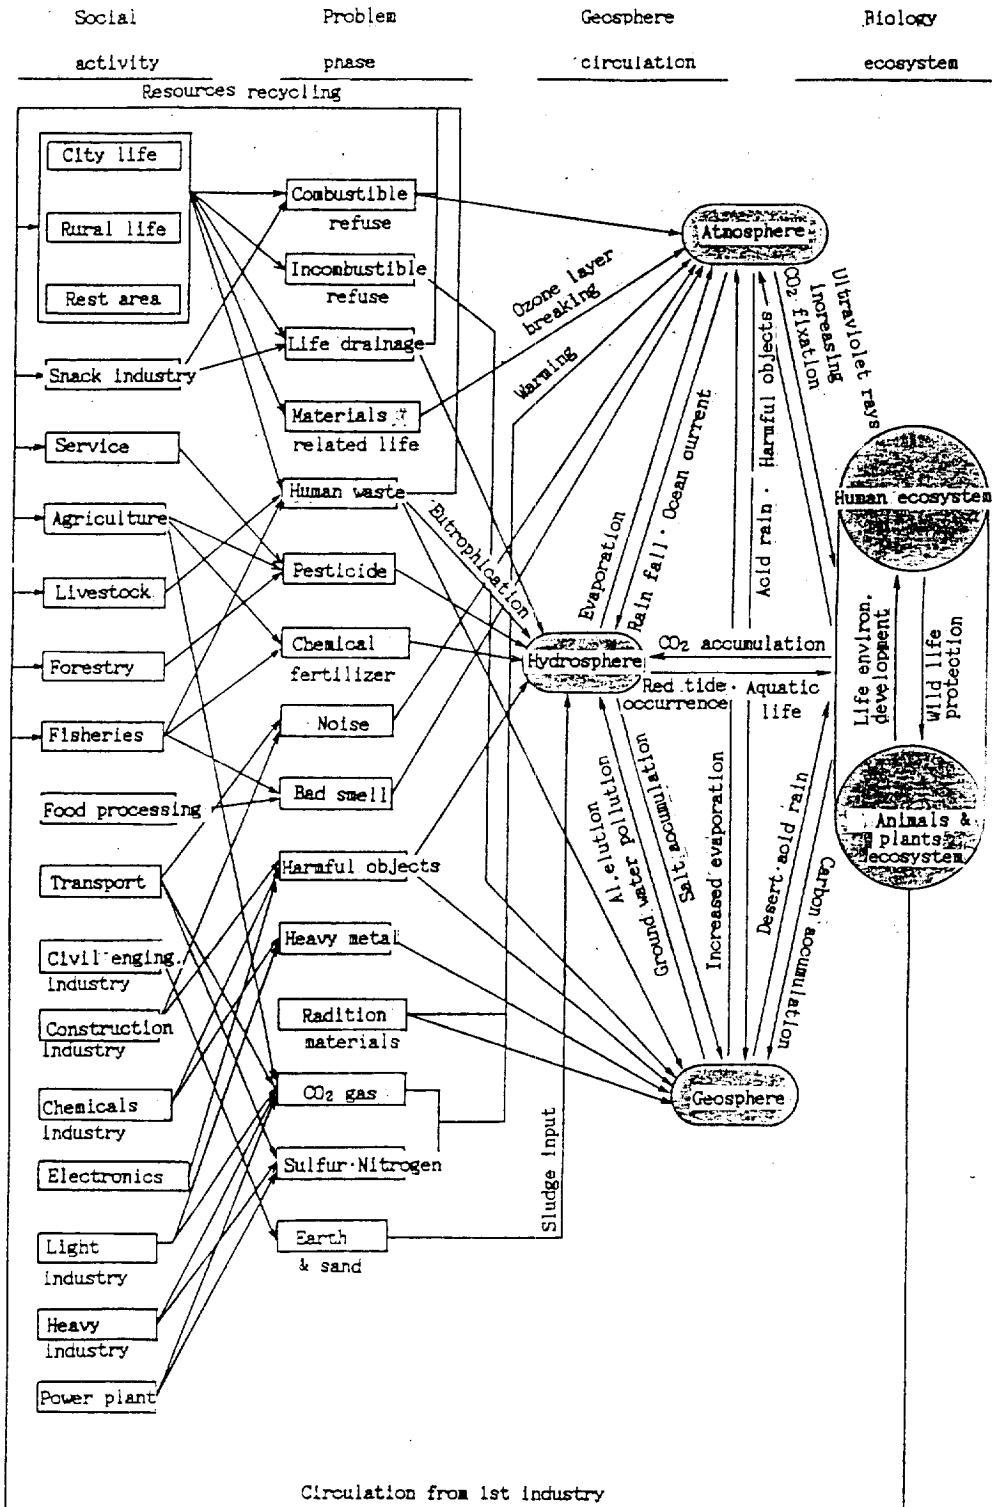 Social
activity
Problem
phase
Geosphere
circulation
Biology
ecosystem
Resources recycling
City life
Rural life
Rest area
Snack industry
Service
Agriculture
Livestock
Forestry
Fisheries
Food processing
Transport
Civil enging.
industry
Construction
industry
Chemicals
industry
Electronics
Light
industry
Heavy
industry
Power plant
Combustible
refuse
Incombustible
refuse
Life drainage
Materials
related life
Human waste
Pesticide
Chemical
fertilizer
Noise
Bad smell
Harmful objects
Heavy metal
Radition
materials
CO₂ gas
Sulfur·Nitrogen
Earth
& sand
Ozone layer
breaking
Warming
Eutrophication
Sludge input
Atmosphere
Hydrosphere
Geosphere
Evaporation
Rain fall · Ocean current
Acid rain · Harmful objects
CO₂ fixation
Ultraviolet rays
increasing
CO₂ accumulation
Red tide · Aquatic
occurrence life
Al.elution
Ground water pollution
Salt accumulation
Increased evaporation
Desert·acid rain
Carbon accumulation
Human ecosystem
Life environ.
development
Wild life
protection
Animals &
plants
ecosystem
Circulation from 1st industry